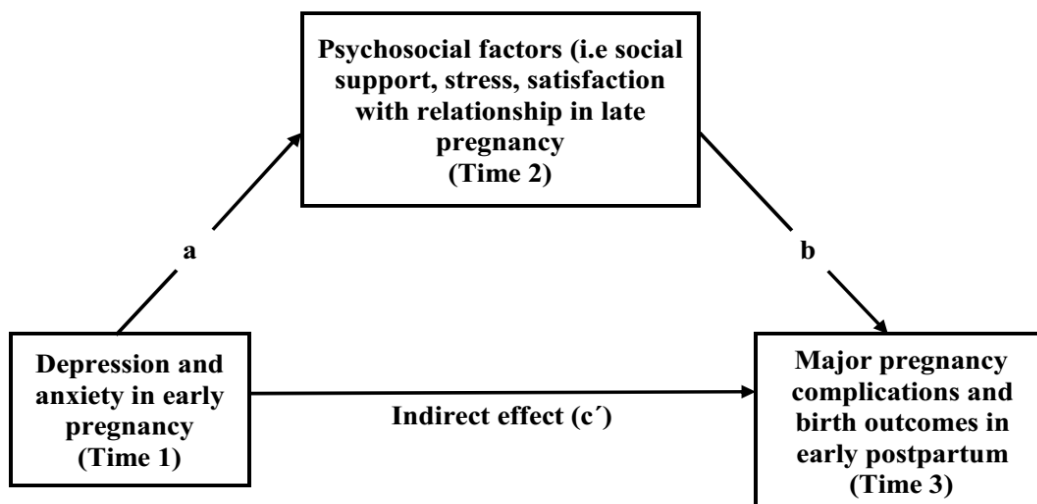 Psychosocial factors (i.e social
support, stress, satisfaction
with relationship in late
pregnancy
(Time 2)
a
b
Depression and
anxiety in early
pregnancy
(Time 1)
Indirect effect (c´)
Major pregnancy
complications and
birth outcomes in
early postpartum
(Time 3)